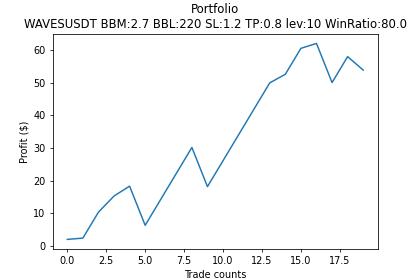 Portfolio
WAVESUSDT BBM:2.7 BBL:220 SL:1.2 TP:0.8 lev:10 WinRatio:80.0
60
50
40
30
20
10
0
Profit ($)
0.0 2.5 5.0 7.5 10.0 12.5 15.0 17.5
Trade counts